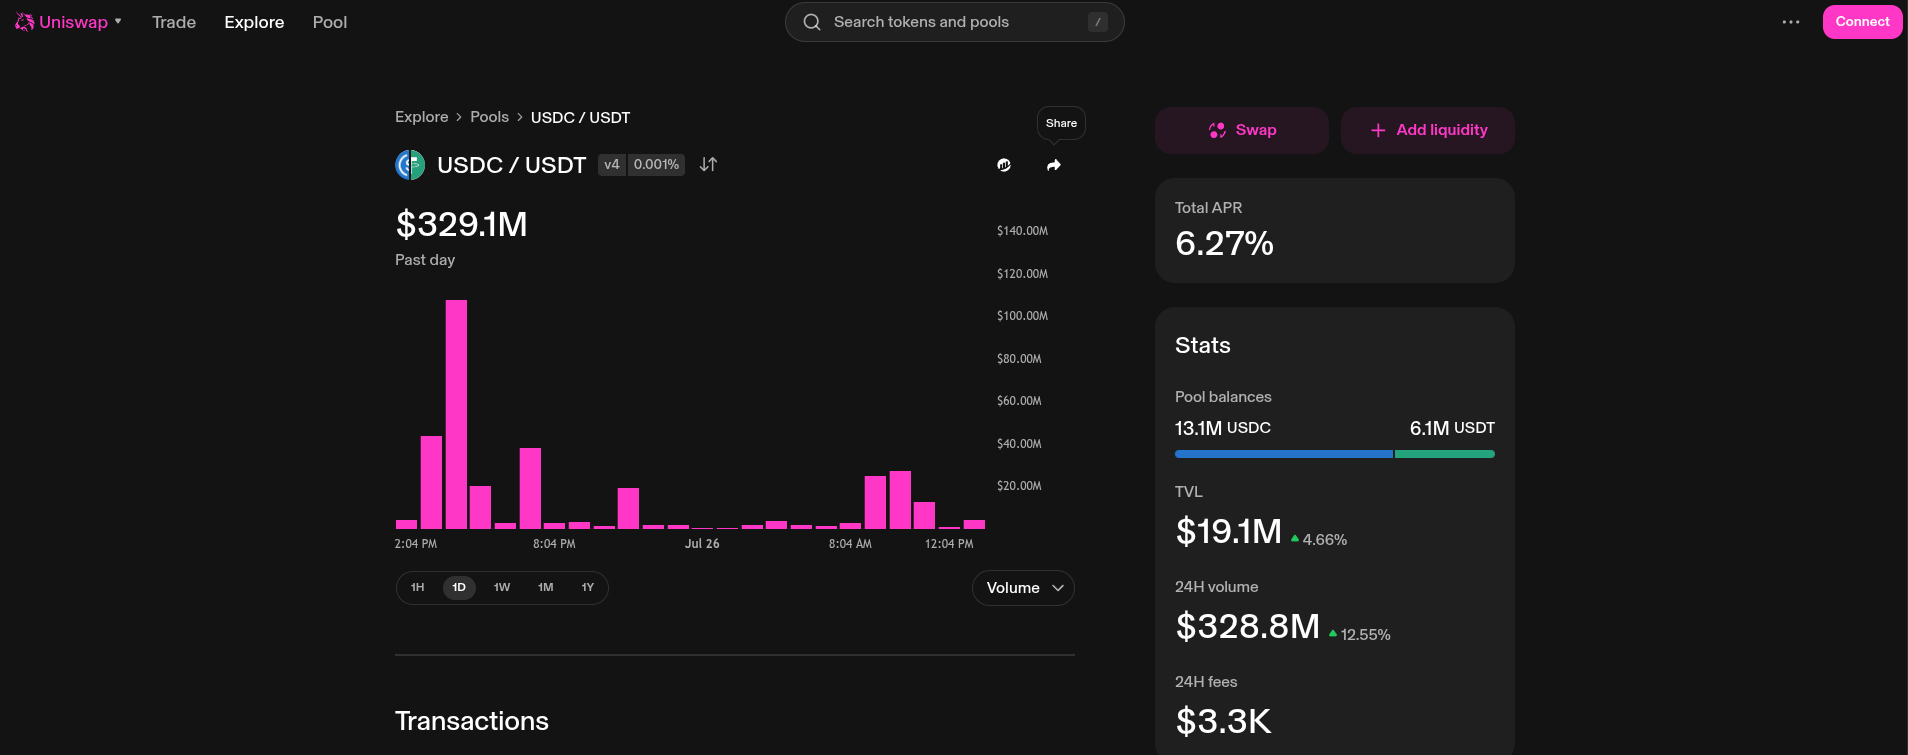 Uniswap Trade Explore Pool Search tokens and pools / Connect
Explore > Pools > USDC / USDT
Share
USDC / USDT v4 0.001%
$329.1M
Past day
$140.00M
$120.00M
$100.00M
$80.00M
$60.00M
$40.00M
$20.00M
2:04 PM 8:04 PM Jul 26 8:04 AM 12:04 PM
1H 1D 1W 1M 1Y Volume
Transactions
Swap Add liquidity
Total APR
6.27%
Stats
Pool balances
13.1M USDC 6.1M USDT
TVL
$19.1M 4.66%
24H volume
$328.8M 12.55%
24H fees
$3.3K